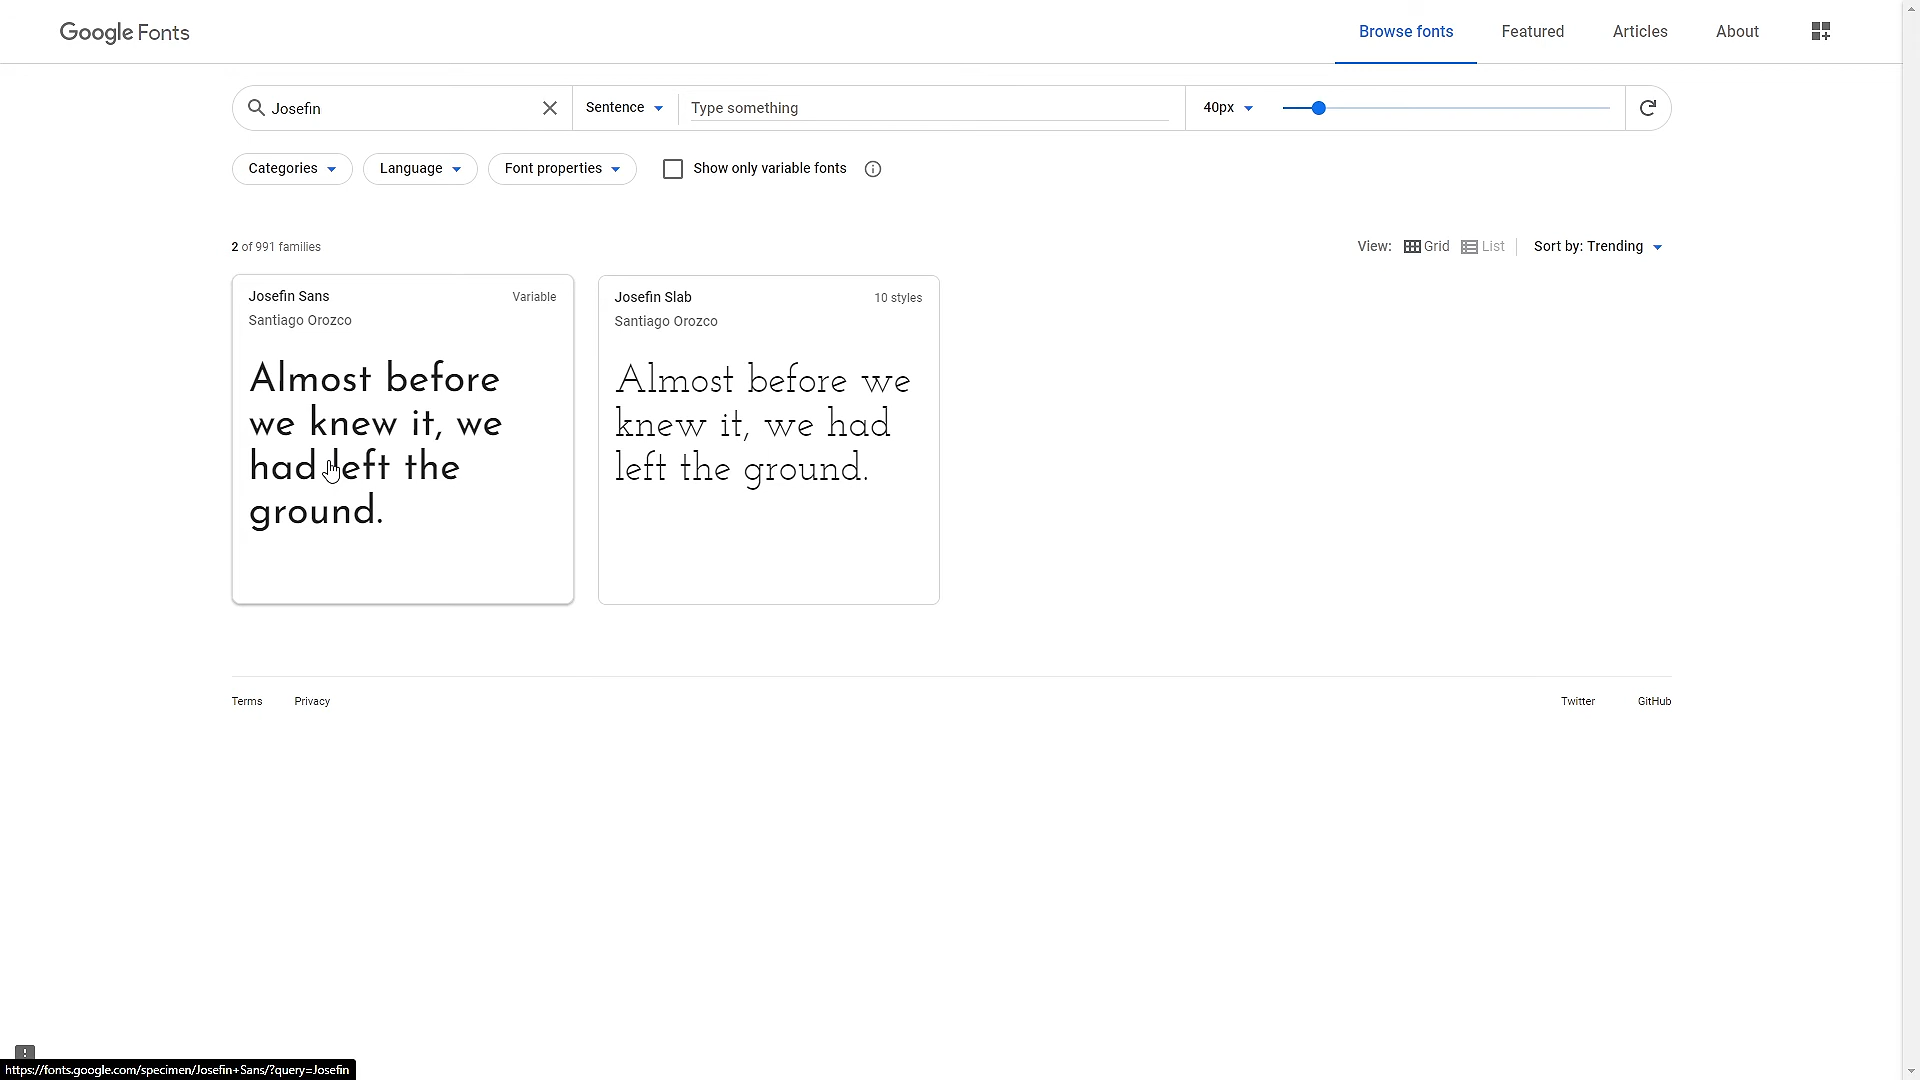 Google Fonts
Browse fonts
Featured
Articles
About
Josefin
Sentence
Type something
40px
Categories
Language
Font properties
Show only variable fonts
2 of 991 families
View: Grid List
Sort by: Trending
Josefin Sans
Variable
Santiago Orozco
Almost before
we knew it, we
had left the
ground.
Josefin Slab
10 styles
Santiago Orozco
Almost before we
knew it, we had
left the ground.
Terms
Privacy
Twitter
GitHub
https://fonts.google.com/specimen/Josefin+Sans/?query=Josefin